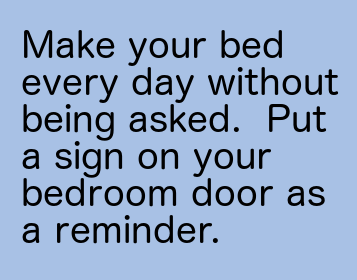 Make your bed
every day without
being asked.  Put
a sign on your
bedroom door as
a reminder.